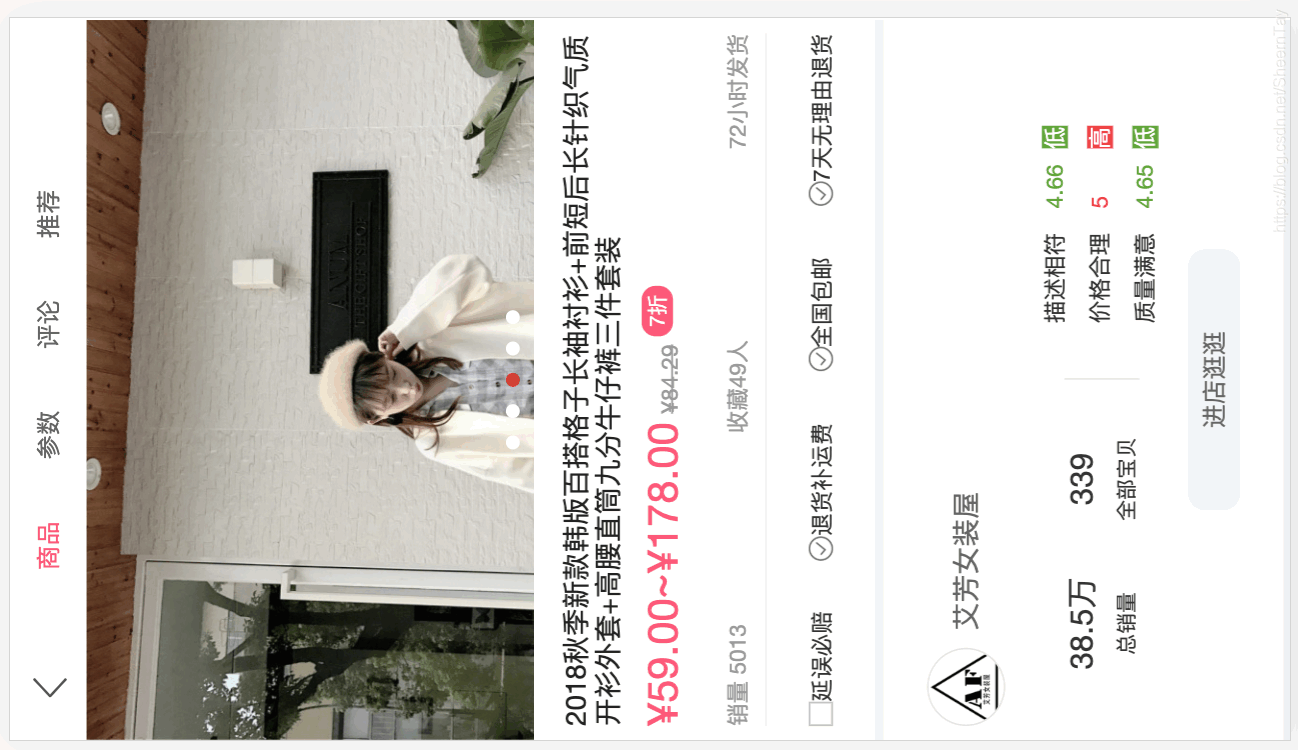 商品 参数 评论 推荐
2018秋季新款韩版百搭格子长袖衬衫+前短后长针织气质
开衫外套+高腰直筒九分牛仔裤三件套装
¥59.00~¥178.00 ¥84.29 7折
销量 5013 收藏49人 72小时发货
延误必赔 退货补运费 全国包邮 7天无理由退货
AF
艾芳女装屋
艾芳女装屋
38.5万
总销量
339
全部宝贝
描述相符 4.66 低
价格合理 5 高
质量满意 4.65 低
进店逛逛
https://blog.csdn.net/SheemTay